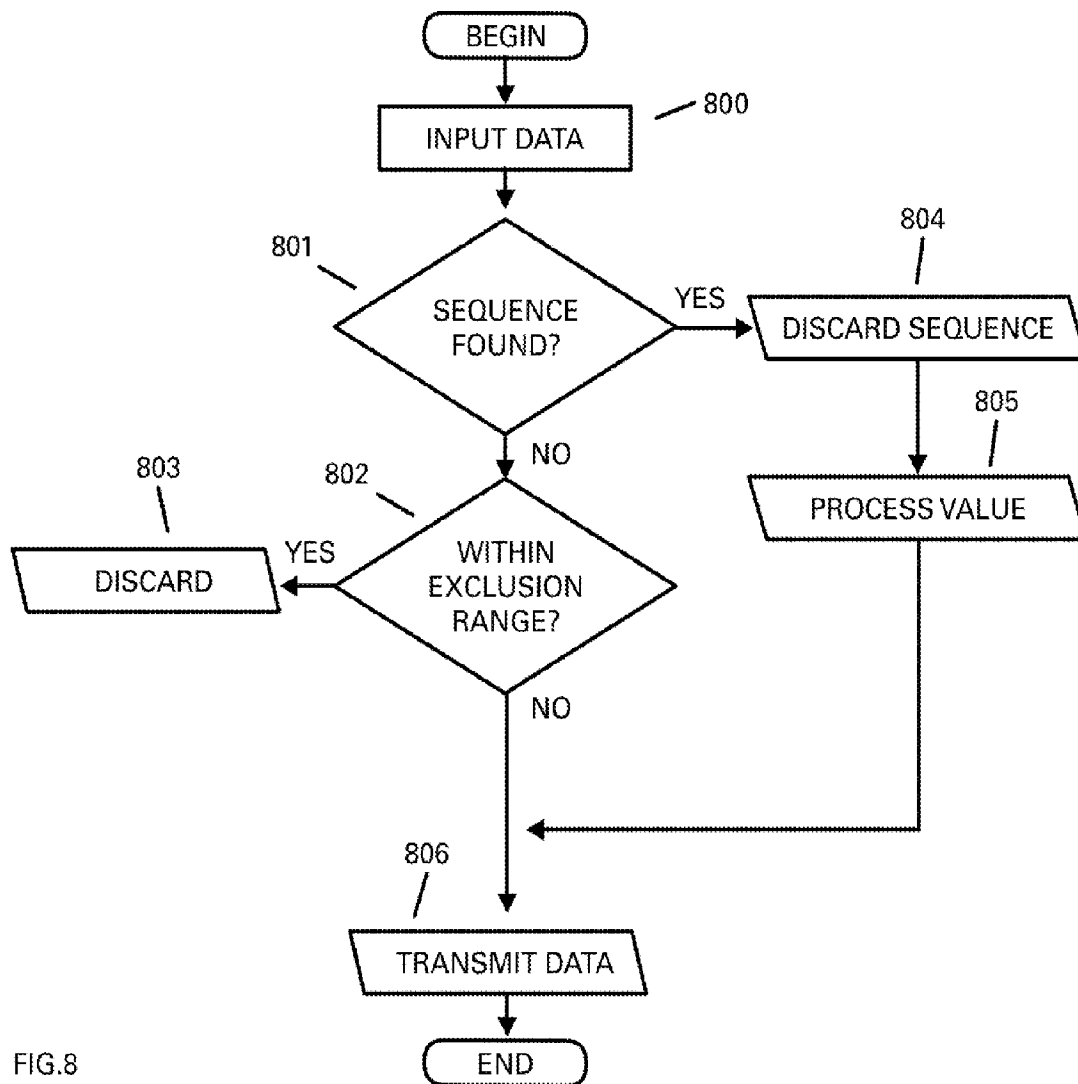 BEGIN
800
INPUT DATA
801
SEQUENCE
FOUND?
YES
804
DISCARD SEQUENCE
805
PROCESS VALUE
NO
802
803
YES
DISCARD
WITHIN
EXCLUSION
RANGE?
NO
806
TRANSMIT DATA
END
FIG.8